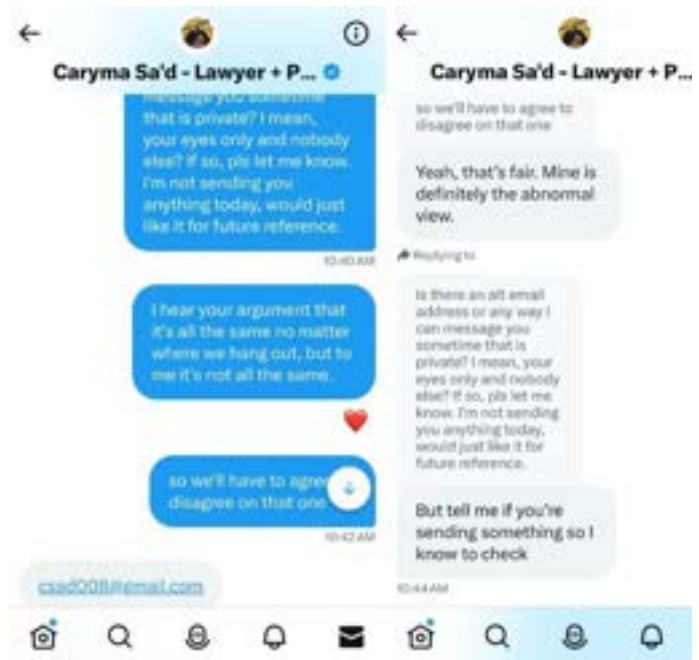 Caryma Sa'd - Lawyer + P...
message you sometime
that is private? I mean,
your eyes only and nobody
else? If so, pls let me know.
I'm not sending you
anything today, would just
like it for future reference.
10:40 AM
I hear your argument that
it's all the same no matter
where we hang out, but to
me it's not all the same.
so we'll have to agree
disagree on that one
10:42 AM
csad008@gmail.com
Caryma Sa'd - Lawyer + P...
so we'll have to agree to
disagree on that one
Yeah, that's fair. Mine is
definitely the abnormal
view.
Replying to
Is there an alt email
address or any way I
can message you
sometime that is
private? I mean, your
eyes only and nobody
else? If so, pls let me
know. I'm not sending
you anything today,
would just like it for
future reference.
But tell me if you're
sending something so I
know to check
10:44 AM